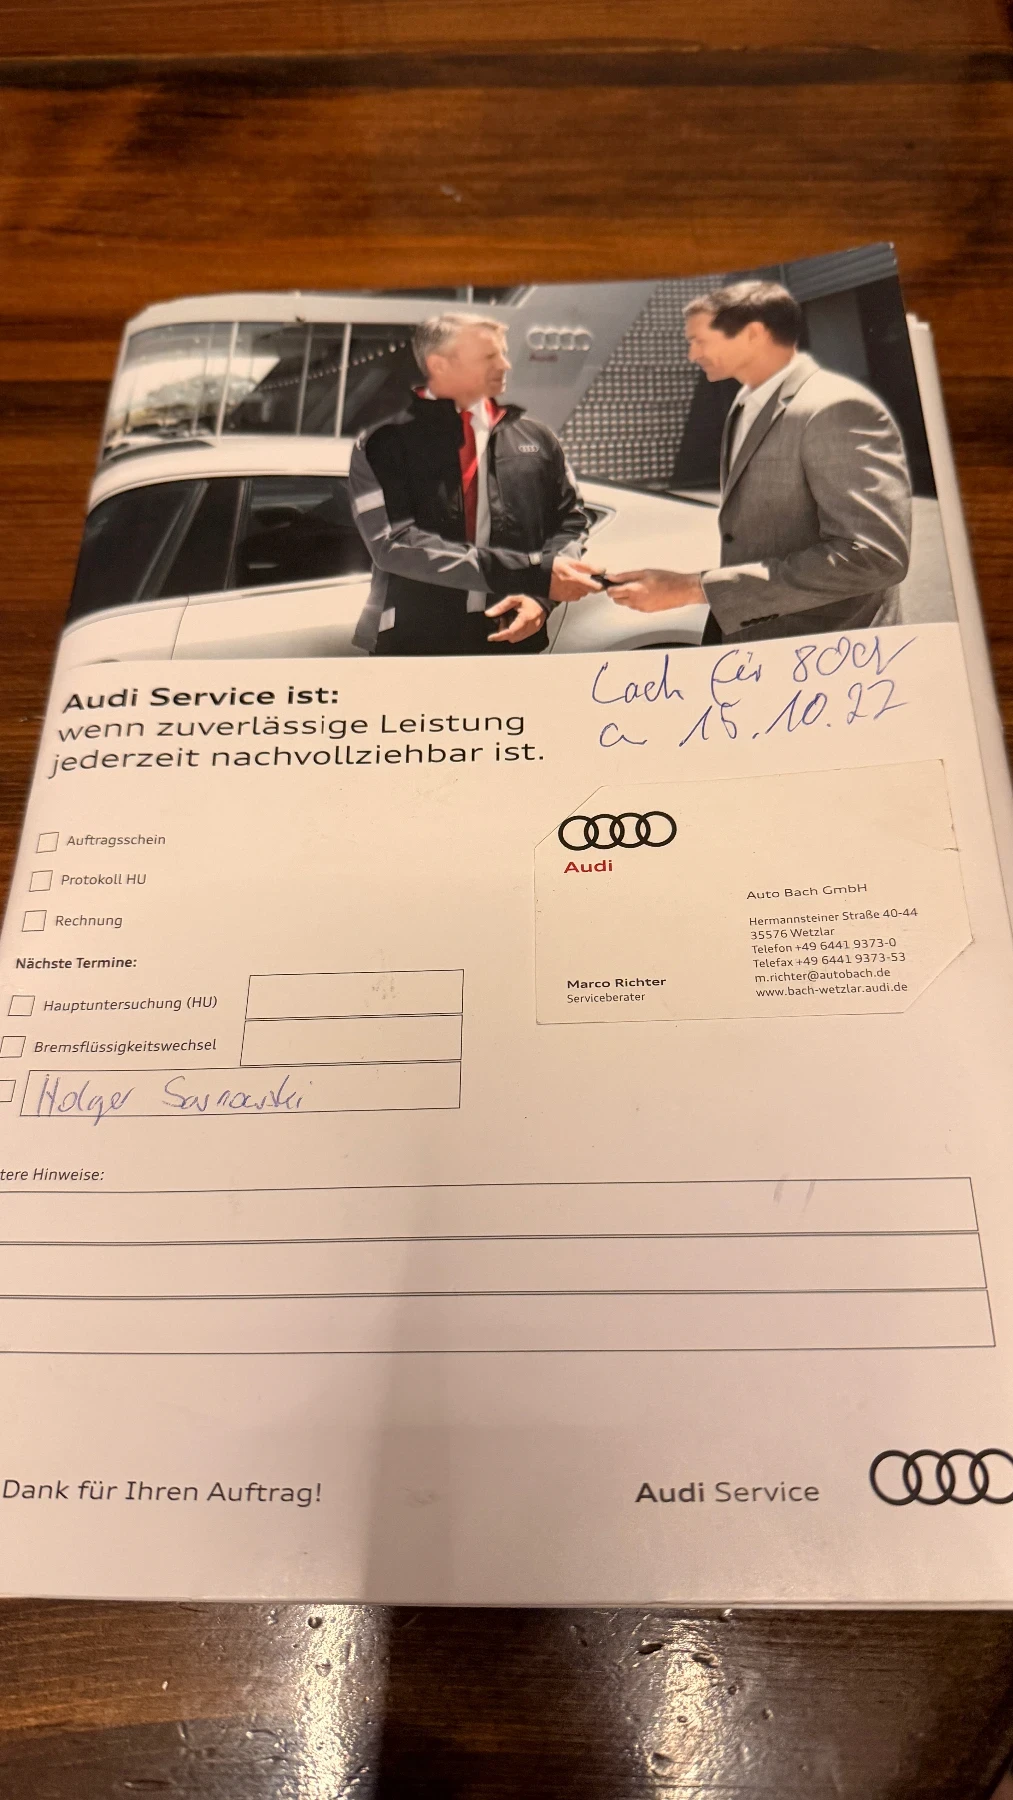 Audi
Lack für 80er
a 15.10.22
Audi Service ist:
wenn zuverlässige Leistung
jederzeit nachvollziehbar ist.
Auftragsschein
Protokoll HU
Rechnung
Nächste Termine:
Hauptuntersuchung (HU)
Bremsflüssigkeitswechsel
Holger Sosnowski
Audi
Auto Bach GmbH
Hermannsteiner Straße 40-44
35576 Wetzlar
Telefon +49 6441 9373-0
Telefax +49 6441 9373-53
m.richter@autobach.de
www.bach-wetzlar.audi.de
Marco Richter
Serviceberater
tere Hinweise:
Dank für Ihren Auftrag!
Audi Service